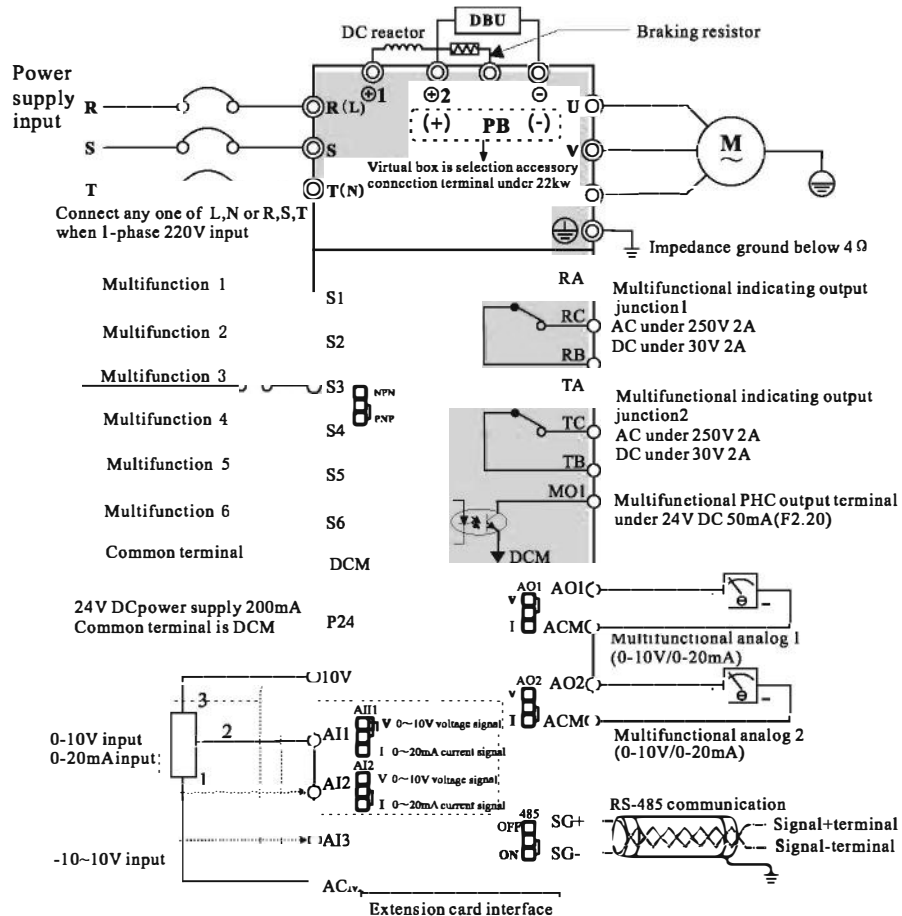 DBU
DC reactor
Braking resistor
Power
supply
input
⊕1
⊕2
⊖
R
R(L)
(+) PB (-)
U
S
S
V
M
~
Virtual box is selection accessory
connection terminal under 22kw
T
T(N)
Connect any one of L,N or R,S,T
when 1-phase 220V input
Impedance ground below 4Ω
Multifunction 1
S1
Multifunction 2
S2
Multifunction 3
S3
NPN
PNP
Multifunction 4
S4
Multifunction 5
S5
Multifunction 6
S6
Common terminal
DCM
24V DCpower supply 200mA
Common terminal is DCM
P24
RA
RC
RB
Multifunctional indicating output
junction1
AC under 250V 2A
DC under 30V 2A
TA
TC
TB
Multifunctional indicating output
junction2
AC under 250V 2A
DC under 30V 2A
MO1
DCM
Multifunctional PHC output terminal
under 24V DC 50mA(F2.20)
AO1
V
I
AO1
ACM
-
Multifunctional analog 1
(0-10V/0-20mA)
AO2
V
I
AO2
ACM
-
Multifunctional analog 2
(0-10V/0-20mA)
10V
3
2
1
0-10V input
0-20mAinput
AI1
AII1
V 0~10V voltage signal
I 0~20mA current signal
AI2
AI2
V 0~10V voltage signal
I 0~20mA current signal
-10~10V input
AI3
485
OFF
ON
SG+
SG-
RS-485 communication
Signal+terminal
Signal-terminal
Extension card interface